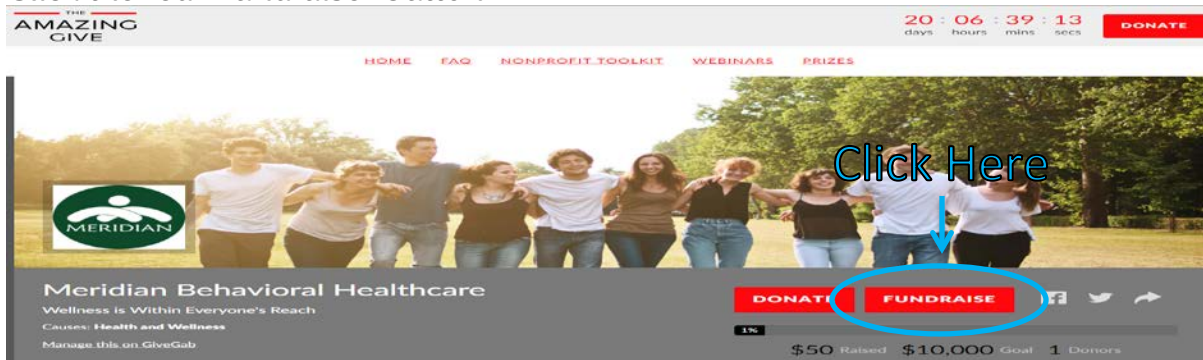 THE
AMAZING
GIVE
20 : 06 : 39 : 13
days hours mins secs
DONATE
HOME FAQ NONPROFIT TOOLKIT WEBINARS PRIZES
Click Here
MERIDIAN
Meridian Behavioral Healthcare
Wellness is Within Everyone's Reach
Causes: Health and Wellness
Manage this on GiveGab
DONATE FUNDRAISE
1%
$50 Raised $10,000 Goal 1 Donors